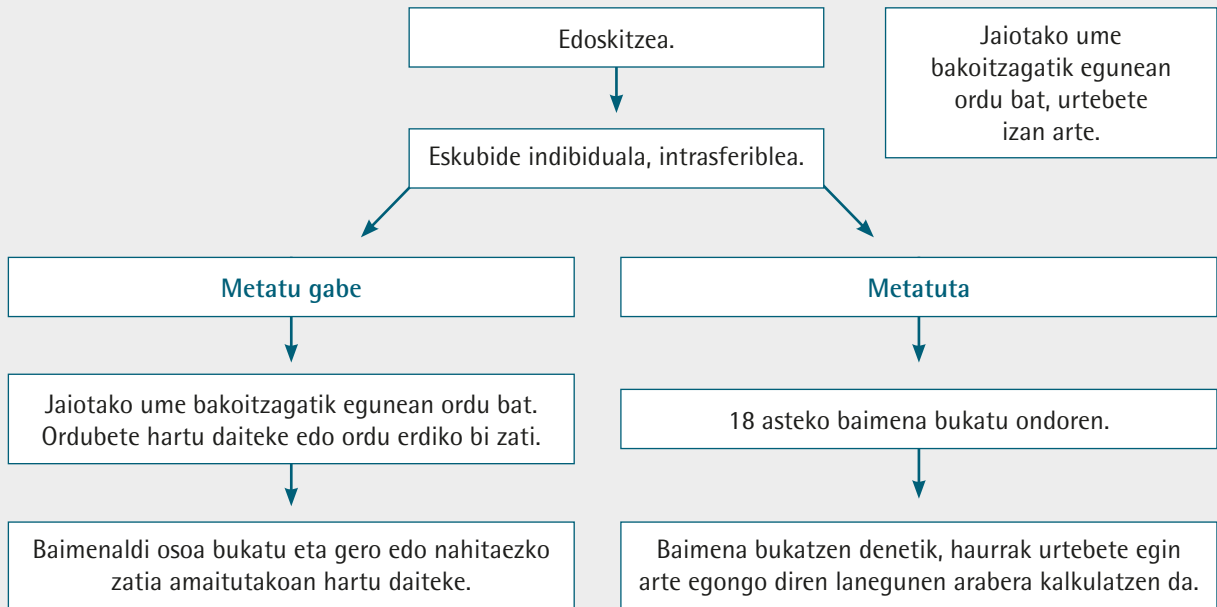 Edoskitzea.
Jaiotako ume
bakoitzagatik egunean
ordu bat, urtebete
izan arte.
Eskubide indibiduala, intrasferiblea.
Metatu gabe
Metatuta
Jaiotako ume bakoitzagatik egunean ordu bat.
Ordubete hartu daiteke edo ordu erdiko bi zati.
18 asteko baimena bukatu ondoren.
Baimenaldi osoa bukatu eta gero edo nahitaezko
zatia amaitutakoan hartu daiteke.
Baimena bukatzen denetik, haurrak urtebete egin
arte egongo diren lanegunen arabera kalkulatzen da.